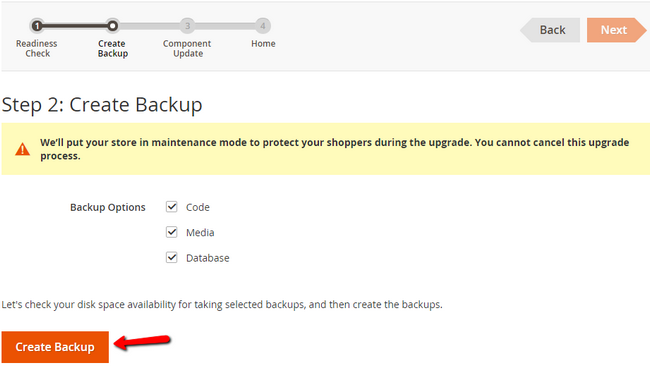 1
3
4
Readiness
Check
Create
Backup
Component
Update
Home
Back
Next
Step 2: Create Backup
We'll put your store in maintenance mode to protect your shoppers during the upgrade. You cannot cancel this upgrade
process.
Backup Options
Code
Media
Database
Let's check your disk space availability for taking selected backups, and then create the backups.
Create Backup